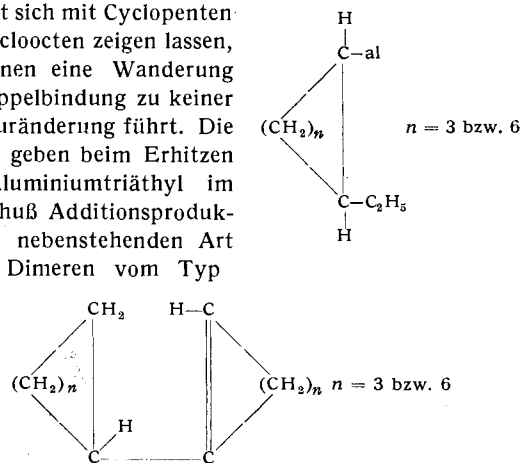 t sich mit Cyclopenten
cloocten zeigen lassen,
nen eine Wanderung
ppelbindung zu keiner
uränderung führt. Die
geben beim Erhitzen
luminiumtriäthyl im
huß Additionsproduk-
nebenstehenden Art
Dimeren vom Typ
H
C–al
(CH₂)ₙ n = 3 bzw. 6
C–C₂H₅
H
CH₂ H–C
(CH₂)ₙ (CH₂)ₙ n = 3 bzw. 6
H
C C